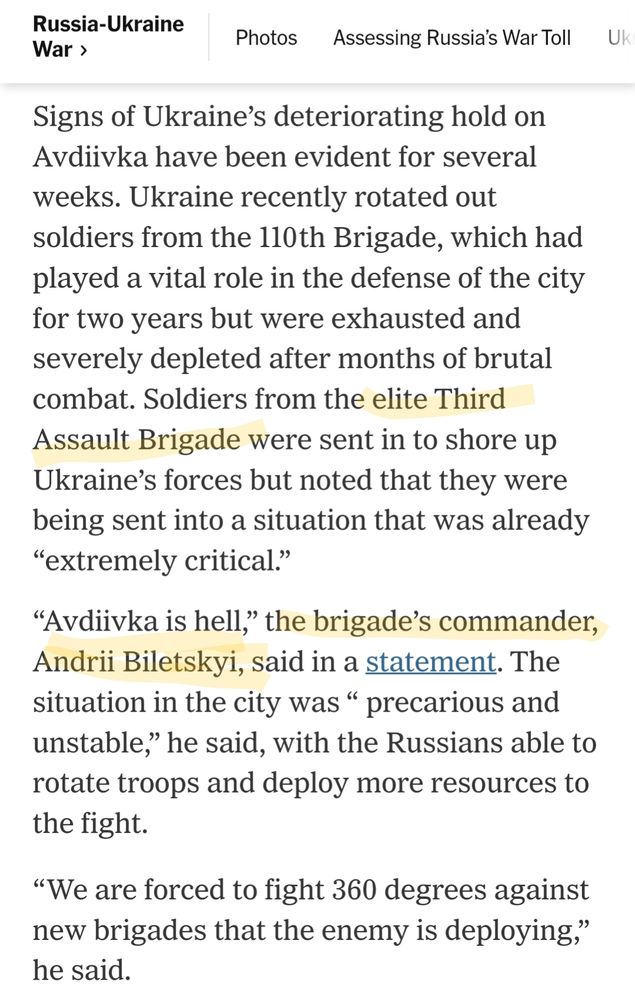 Russia-Ukraine
War ›
Photos
Assessing Russia’s War Toll
Uk
Signs of Ukraine’s deteriorating hold on
Avdiivka have been evident for several
weeks. Ukraine recently rotated out
soldiers from the 110th Brigade, which had
played a vital role in the defense of the city
for two years but were exhausted and
severely depleted after months of brutal
combat. Soldiers from the elite Third
Assault Brigade were sent in to shore up
Ukraine’s forces but noted that they were
being sent into a situation that was already
“extremely critical.”
“Avdiivka is hell,” the brigade’s commander,
Andrii Biletskyi, said in a statement. The
situation in the city was “ precarious and
unstable,” he said, with the Russians able to
rotate troops and deploy more resources to
the fight.
“We are forced to fight 360 degrees against
new brigades that the enemy is deploying,”
he said.